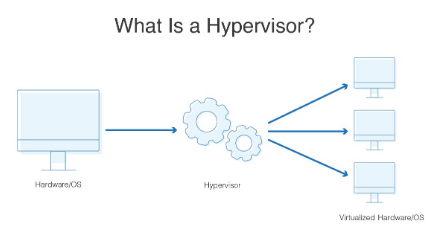 What Is a Hypervisor?
Hardware/OS
Hypervisor
Virtualized Hardware/OS